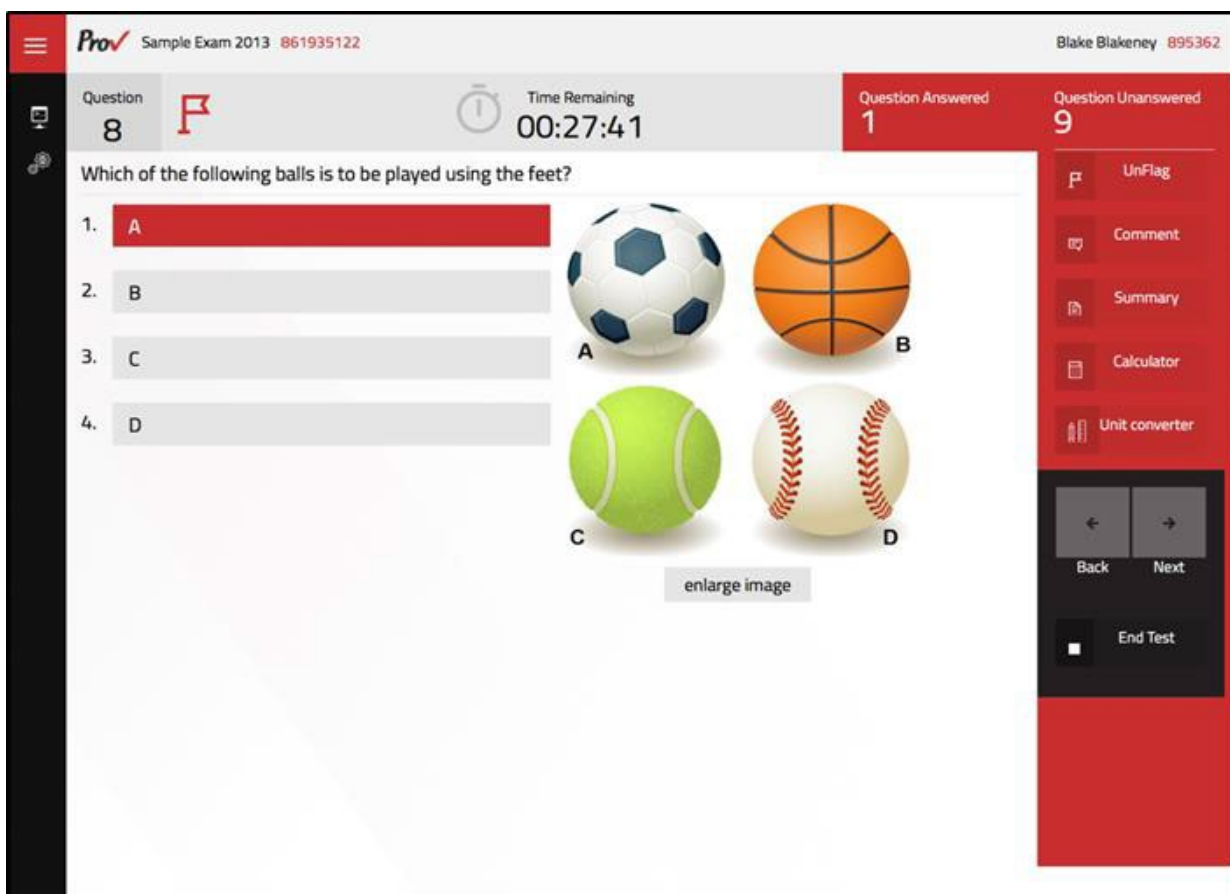 Prov Sample Exam 2013 861935122
Blake Blakeney 895362
Question
8
Time Remaining
00:27:41
Question Answered
1
Question Unanswered
9
Which of the following balls is to be played using the feet?
1. A
2. B
3. C
4. D
A
B
C
D
enlarge image
UnFlag
Comment
Summary
Calculator
Unit converter
Back
Next
End Test